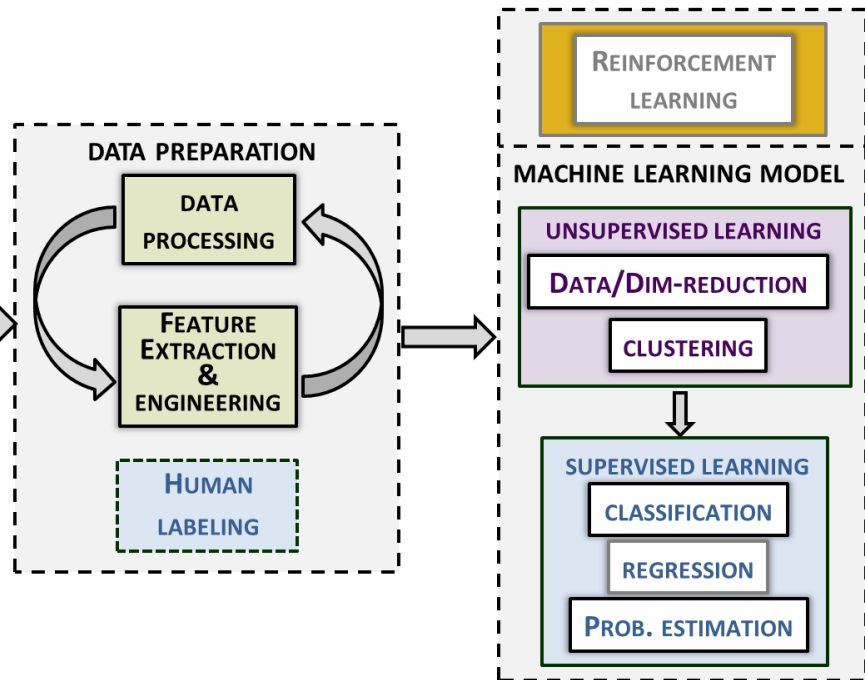 DATA PREPARATION
DATA
PROCESSING
FEATURE
EXTRACTION
&
ENGINEERING
HUMAN
LABELING
REINFORCEMENT
LEARNING
MACHINE LEARNING MODEL
UNSUPERVISED LEARNING
DATA/DIM-REDUCTION
CLUSTERING
SUPERVISED LEARNING
CLASSIFICATION
REGRESSION
PROB. ESTIMATION